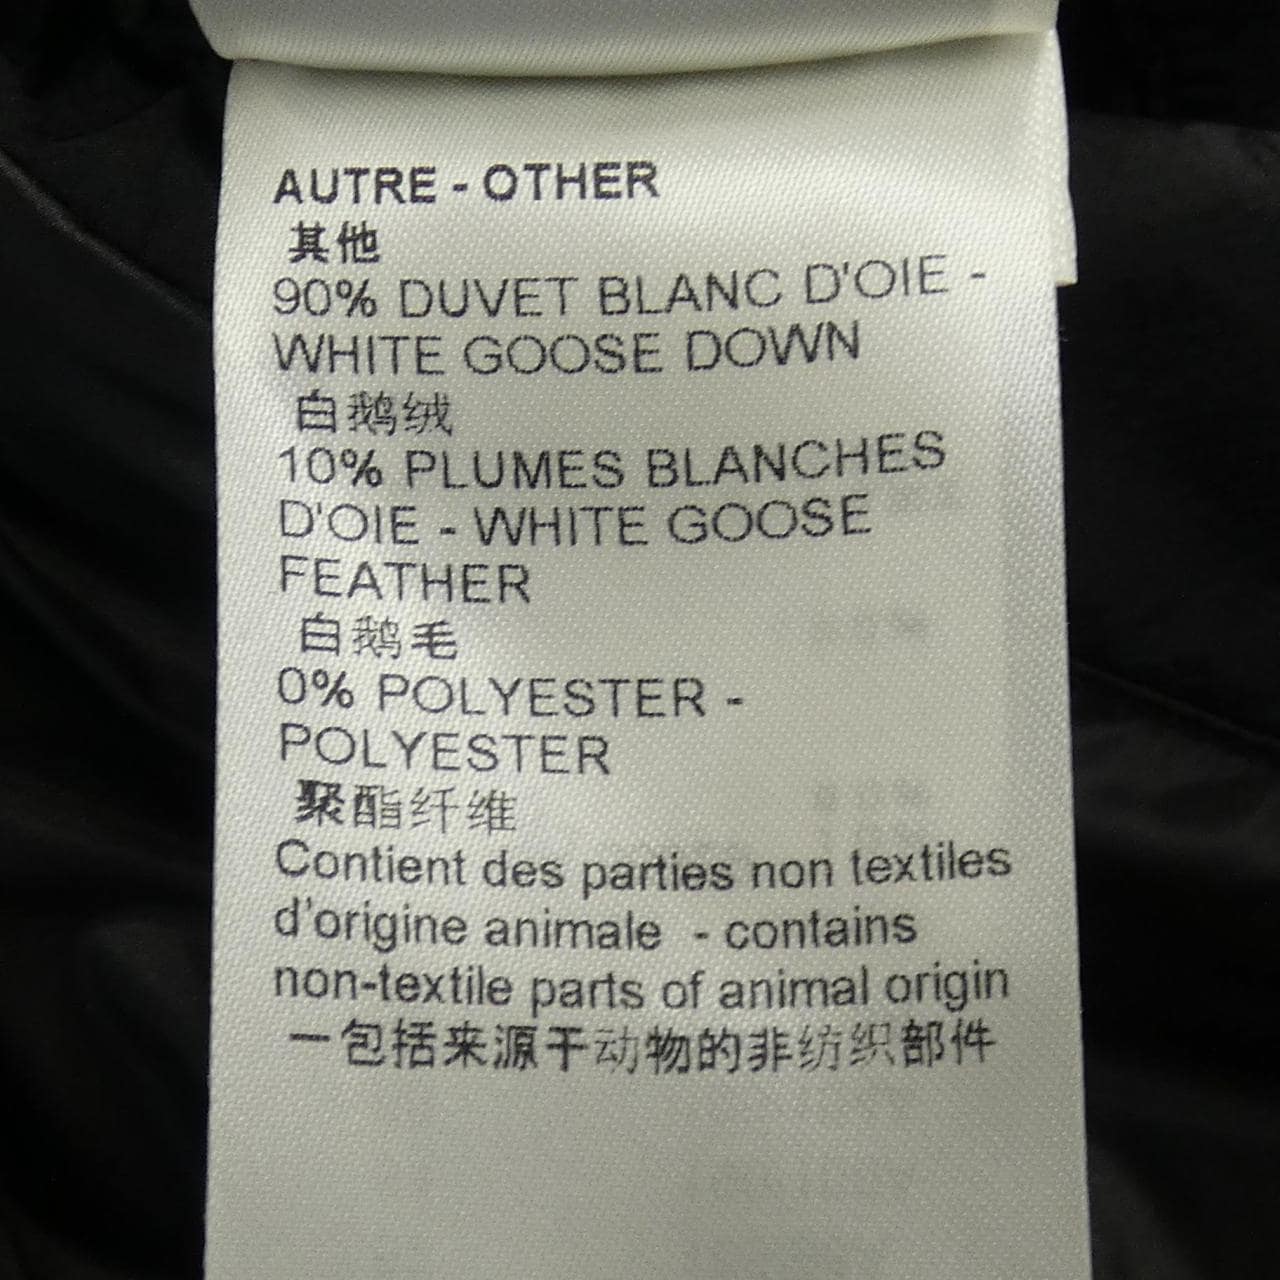 AUTRE - OTHER
其他
90% DUVET BLANC D'OIE -
WHITE GOOSE DOWN
白鹅绒
10% PLUMES BLANCHES
D'OIE - WHITE GOOSE
FEATHER
白鹅毛
0% POLYESTER -
POLYESTER
聚酯纤维
Contient des parties non textiles
d'origine animale - contains
non-textile parts of animal origin
一包括来源于动物的非纺织部件